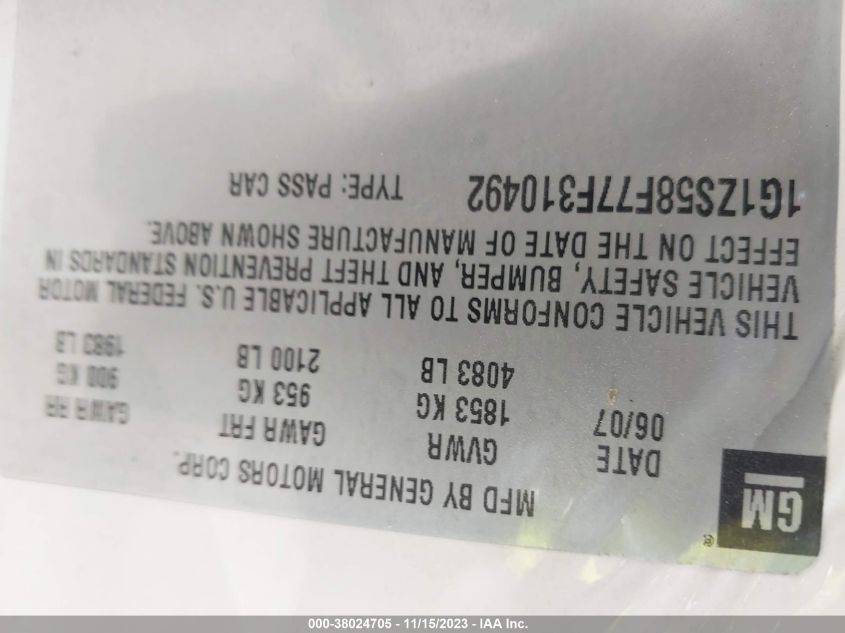 GM
®
MFD BY GENERAL MOTORS CORP.
DATE GVWR GAWR FRT GAWR RR
06/07 1853 KG 953 KG 900 KG
4083 LB 2100 LB 1983 LB
THIS VEHICLE CONFORMS TO ALL APPLICABLE U.S. FEDERAL MOTOR
VEHICLE SAFETY, BUMPER, AND THEFT PREVENTION STANDARDS IN
EFFECT ON THE DATE OF MANUFACTURE SHOWN ABOVE.
1G1ZS58F77F310492 TYPE: PASS CAR
000-38024705 - 11/15/2023 - IAA Inc.